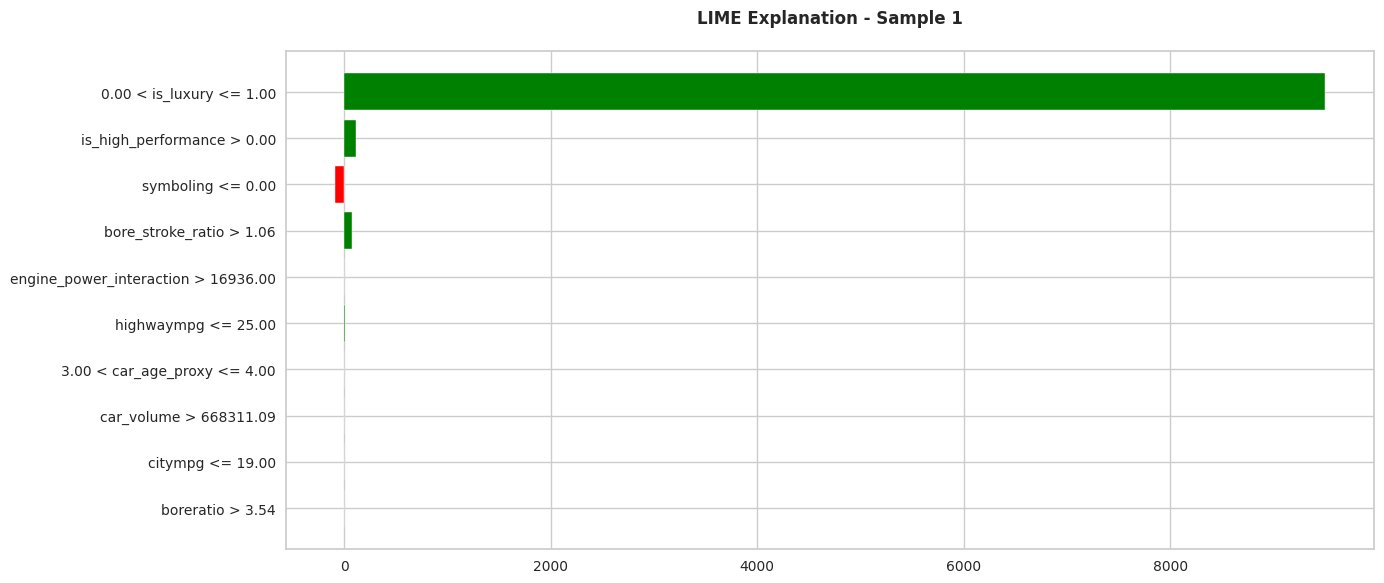 LIME Explanation - Sample 1
0.00 < is_luxury <= 1.00
is_high_performance > 0.00
symboling <= 0.00
bore_stroke_ratio > 1.06
engine_power_interaction > 16936.00
highwaympg <= 25.00
3.00 < car_age_proxy <= 4.00
car_volume > 668311.09
citympg <= 19.00
boreratio > 3.54
0 2000 4000 6000 8000